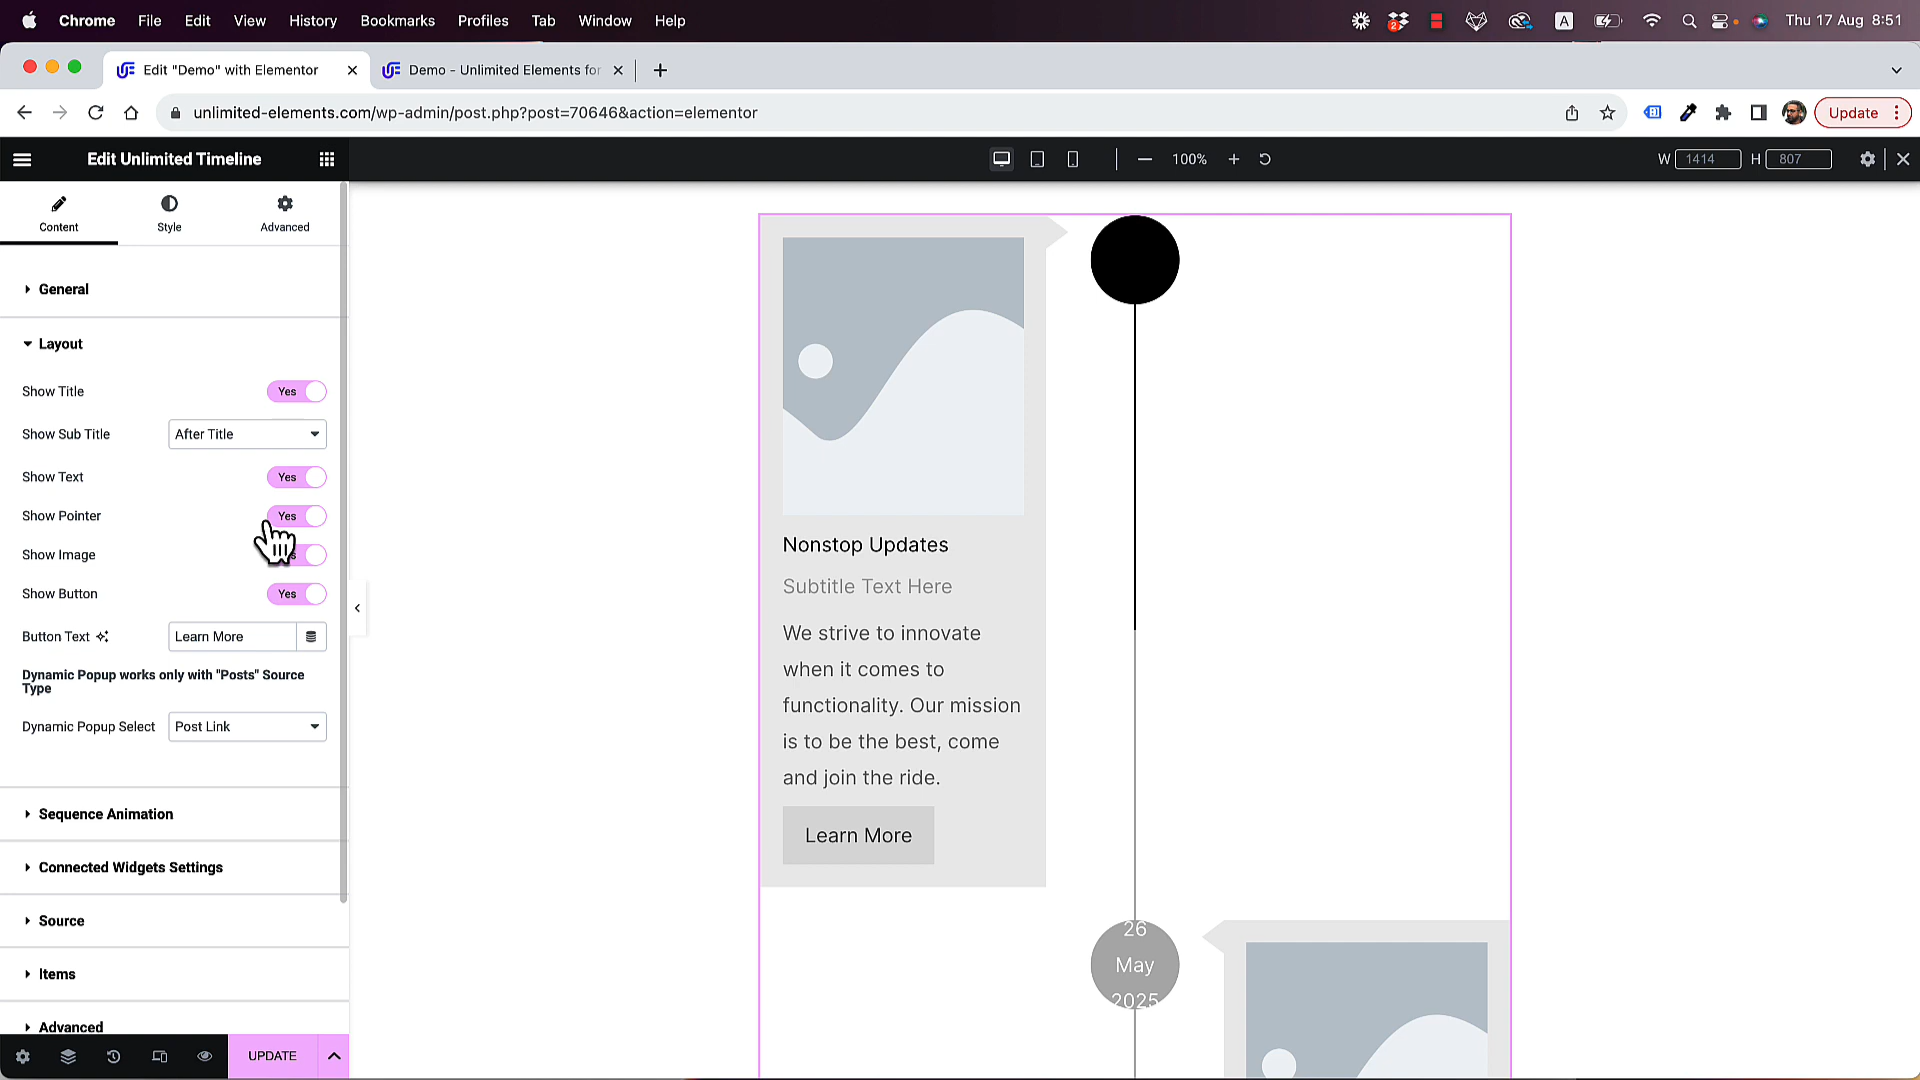 Chrome File Edit View History Bookmarks Profiles Tab Window Help
2 A Thu 17 Aug 8:51
Edit "Demo" with Elementor
Demo - Unlimited Elements for
unlimited-elements.com/wp-admin/post.php?post=70646&action=elementor
Update
Edit Unlimited Timeline
100%
W 1414 H 807
Content Style Advanced
General
Layout
Show Title Yes
Show Sub Title After Title
Show Text Yes
Show Pointer Yes
Show Image
Show Button Yes
Button Text Learn More
Dynamic Popup works only with "Posts" Source
Type
Dynamic Popup Select Post Link
Sequence Animation
Connected Widgets Settings
Source
Items
Advanced
UPDATE
Nonstop Updates
Subtitle Text Here
We strive to innovate
when it comes to
functionality. Our mission
is to be the best, come
and join the ride.
Learn More
26
May
2025